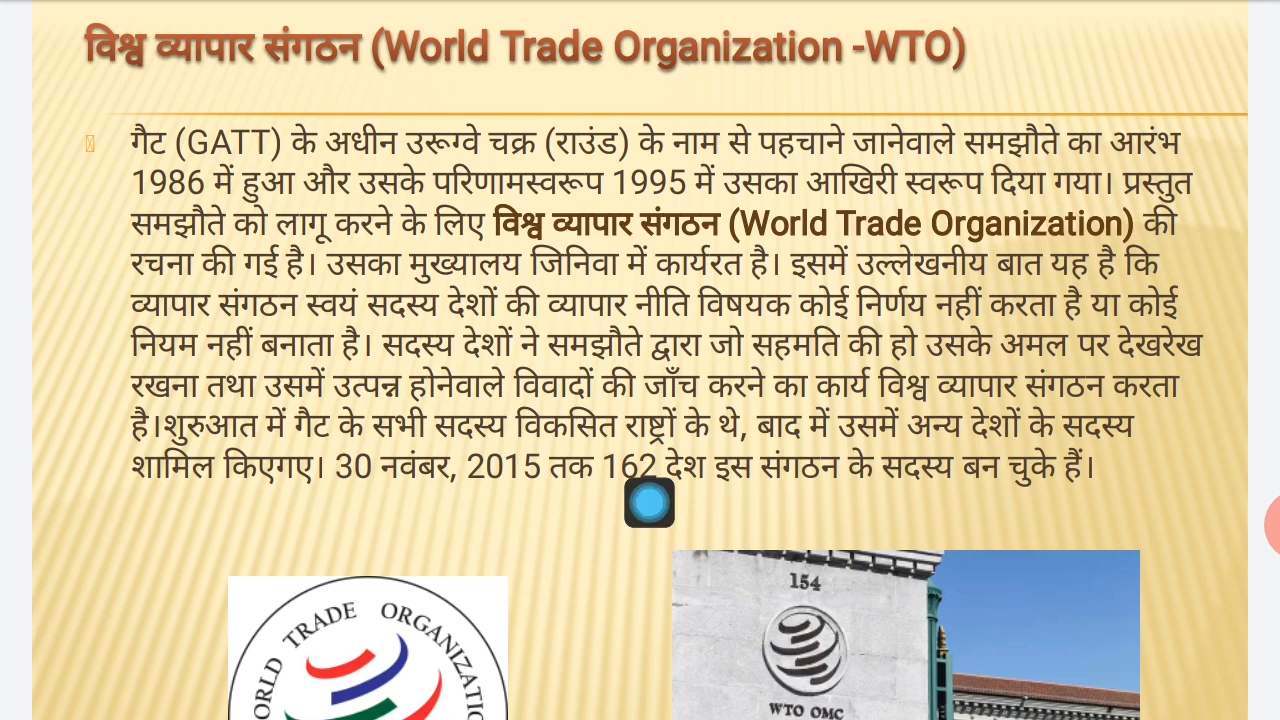 विश्व व्यापार संगठन (World Trade Organization -WTO)
गैट (GATT) के अधीन उरूग्वे चक्र (राउंड) के नाम से पहचाने जानेवाले समझौते का आरंभ
1986 में हुआ और उसके परिणामस्वरूप 1995 में उसका आखिरी स्वरूप दिया गया। प्रस्तुत
समझौते को लागू करने के लिए विश्व व्यापार संगठन (World Trade Organization) की
रचना की गई है। उसका मुख्यालय जिनिवा में कार्यरत है। इसमें उल्लेखनीय बात यह है कि
व्यापार संगठन स्वयं सदस्य देशों की व्यापार नीति विषयक कोई निर्णय नहीं करता है या कोई
नियम नहीं बनाता है। सदस्य देशों ने समझौते द्वारा जो सहमति की हो उसके अमल पर देखरेख
रखना तथा उसमें उत्पन्न होनेवाले विवादों की जाँच करने का कार्य विश्व व्यापार संगठन करता
है।शुरुआत में गैट के सभी सदस्य विकसित राष्ट्रों के थे, बाद में उसमें अन्य देशों के सदस्य
शामिल किएगए। 30 नवंबर, 2015 तक 162 देश इस संगठन के सदस्य बन चुके हैं।
154
WTO OMC
TRADE